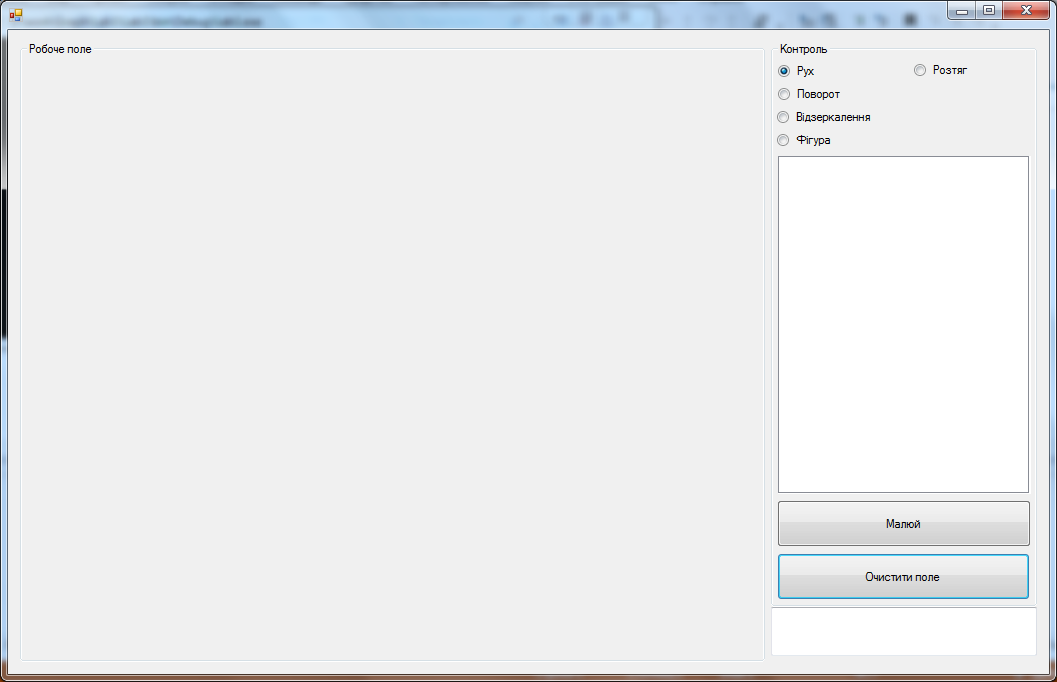 Робоче поле
Контроль
Рух
Розтяг
Поворот
Відзеркалення
Фігура
Малюй
Очистити поле